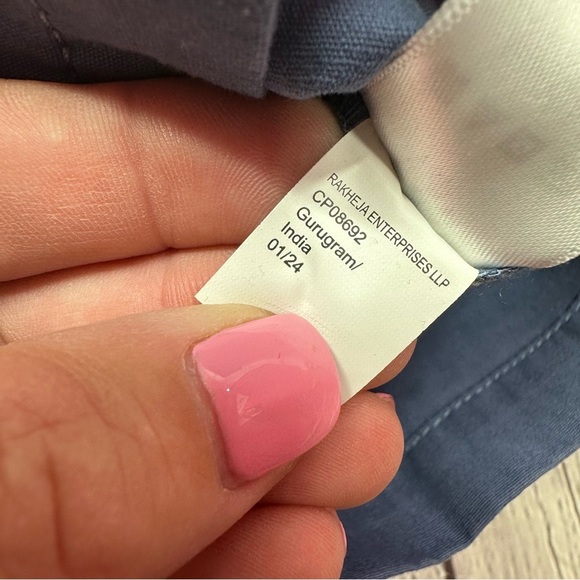 RAKHEJA ENTERPRISES LLP
CP08692
Gurugram/
India
01/24